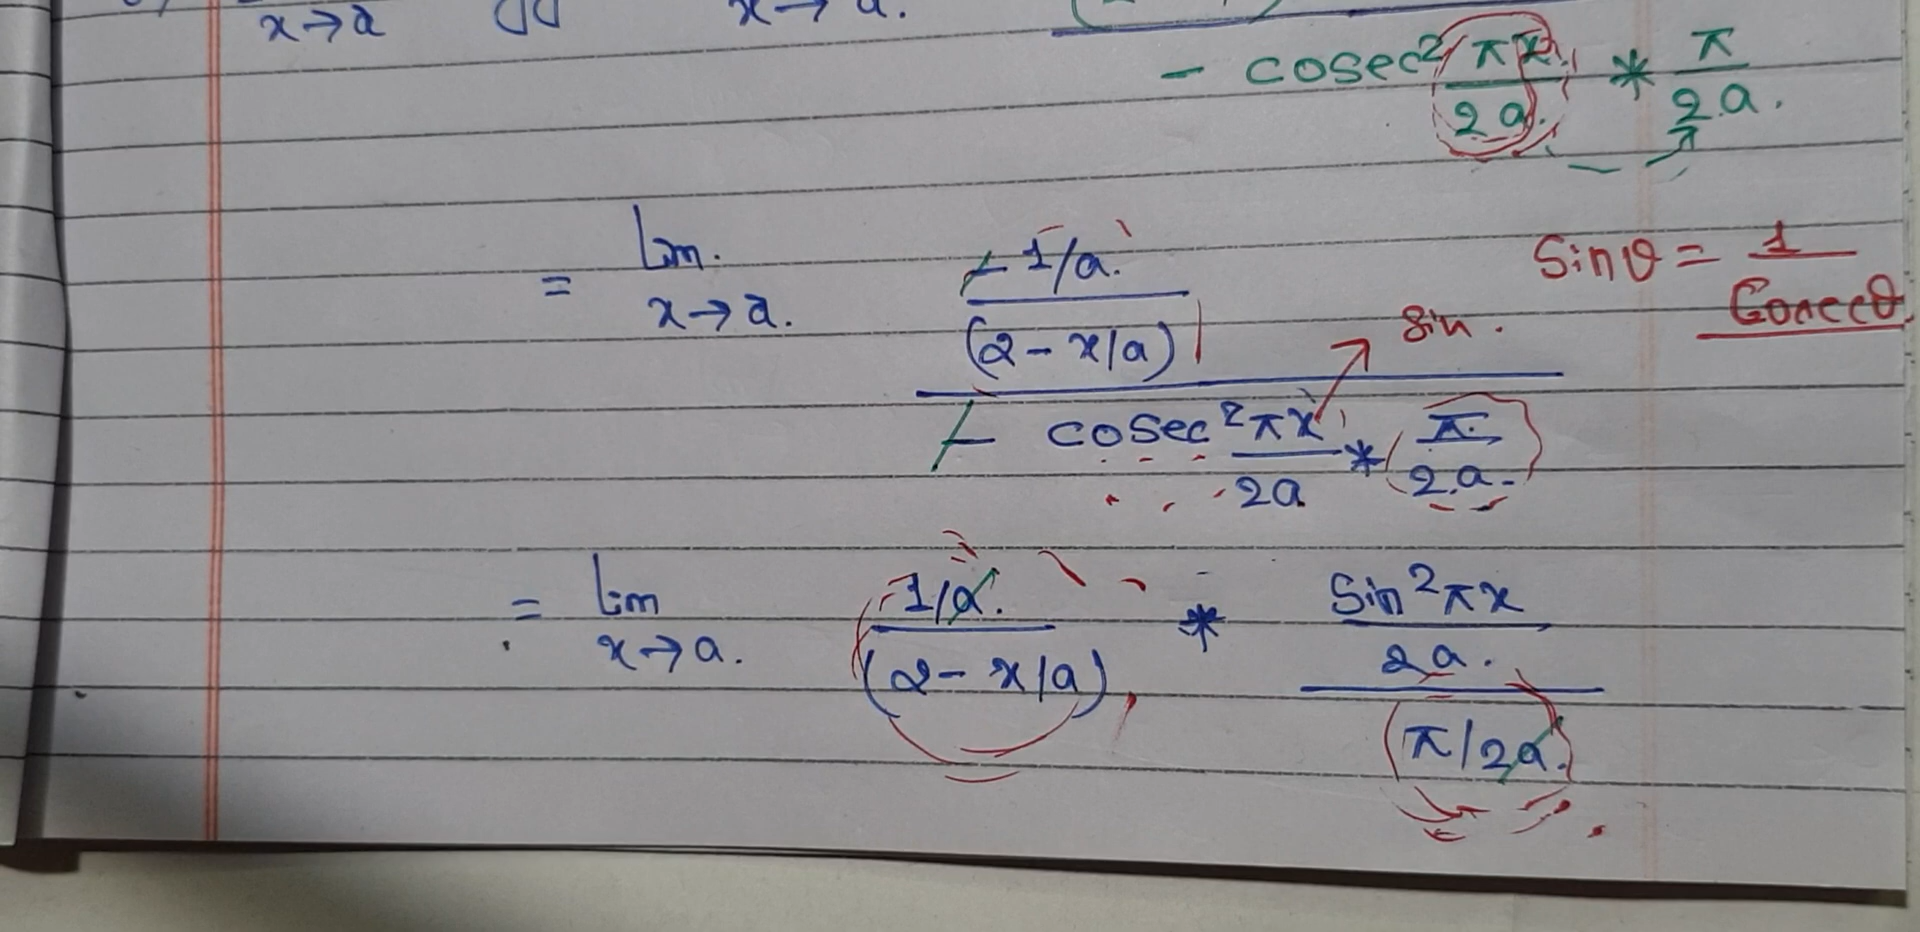 x→a x→a.
- cosec² πx/2a. * π/2a.
= lim. x→a. - 1/a. / (2 - x/a) sinθ = 1/Cosecθ
sin.
- cosec² πx/2a * (π/2a.)
= lim x→a. 1/a. / (2 - x/a) * sin² πx/2a. / (π/2a.)